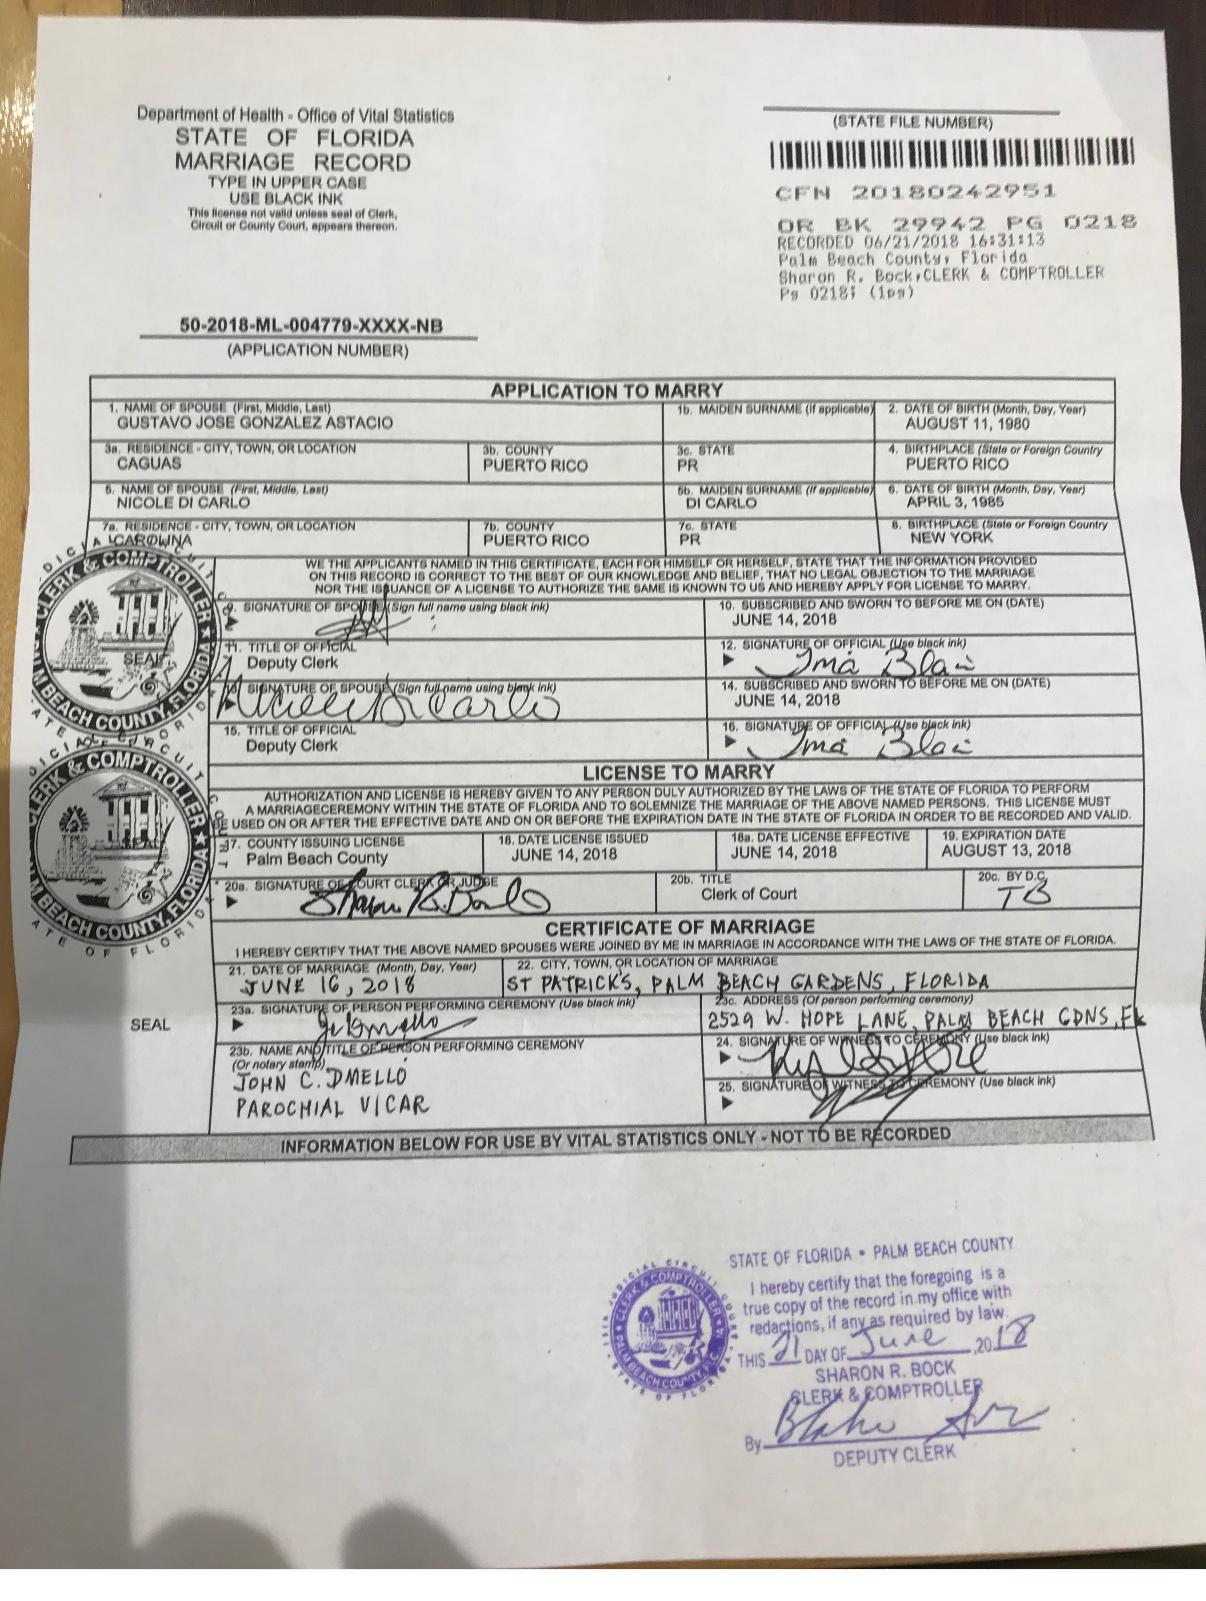 Department of Health - Office of Vital Statistics
STATE OF FLORIDA
MARRIAGE RECORD
TYPE IN UPPER CASE
USE BLACK INK
This license not valid unless seal of Clerk,
Circuit or County Court, appears thereon.
(STATE FILE NUMBER)
CFN 20180242951
OR BK 29942 PG 0218
RECORDED 06/21/2018 16:31:13
Palm Beach County, Florida
Sharon R. Bock, CLERK & COMPTROLLER
Pg 0218; (1pg)
50-2018-ML-004779-XXXX-NB
(APPLICATION NUMBER)
APPLICATION TO MARRY
1. NAME OF SPOUSE (First, Middle, Last) 1b. MAIDEN SURNAME (If applicable) 2. DATE OF BIRTH (Month, Day, Year)
GUSTAVO JOSE GONZALEZ ASTACIO AUGUST 11, 1980
3a. RESIDENCE - CITY, TOWN, OR LOCATION 3b. COUNTY 3c. STATE 4. BIRTHPLACE (State or Foreign Country
CAGUAS PUERTO RICO PR PUERTO RICO
5. NAME OF SPOUSE (First, Middle, Last) 5b. MAIDEN SURNAME (If applicable) 6. DATE OF BIRTH (Month, Day, Year)
NICOLE DI CARLO DI CARLO APRIL 3, 1985
7a. RESIDENCE - CITY, TOWN, OR LOCATION 7b. COUNTY 7c. STATE 8. BIRTHPLACE (State or Foreign Country
CAROLINA PUERTO RICO PR NEW YORK
WE THE APPLICANTS NAMED IN THIS CERTIFICATE, EACH FOR HIMSELF OR HERSELF, STATE THAT THE INFORMATION PROVIDED
ON THIS RECORD IS CORRECT TO THE BEST OF OUR KNOWLEDGE AND BELIEF, THAT NO LEGAL OBJECTION TO THE MARRIAGE
NOR THE ISSUANCE OF A LICENSE TO AUTHORIZE THE SAME IS KNOWN TO US AND HEREBY APPLY FOR LICENSE TO MARRY.
9. SIGNATURE OF SPOUSE (Sign full name using black ink) 10. SUBSCRIBED AND SWORN TO BEFORE ME ON (DATE)
JUNE 14, 2018
11. TITLE OF OFFICIAL 12. SIGNATURE OF OFFICIAL (Use black ink)
Deputy Clerk
13. SIGNATURE OF SPOUSE (Sign full name using black ink) 14. SUBSCRIBED AND SWORN TO BEFORE ME ON (DATE)
Nicole Di Carlo JUNE 14, 2018
15. TITLE OF OFFICIAL 16. SIGNATURE OF OFFICIAL (Use black ink)
Deputy Clerk
CLERK & COMPTROLLER
PALM BEACH COUNTY, FLORIDA
SEAL
CLERK & COMPTROLLER
PALM BEACH COUNTY, FLORIDA
STATE OF FLORIDA
LICENSE TO MARRY
AUTHORIZATION AND LICENSE IS HEREBY GIVEN TO ANY PERSON DULY AUTHORIZED BY THE LAWS OF THE STATE OF FLORIDA TO PERFORM
A MARRIAGECEREMONY WITHIN THE STATE OF FLORIDA AND TO SOLEMNIZE THE MARRIAGE OF THE ABOVE NAMED PERSONS. THIS LICENSE MUST
BE USED ON OR AFTER THE EFFECTIVE DATE AND ON OR BEFORE THE EXPIRATION DATE IN THE STATE OF FLORIDA IN ORDER TO BE RECORDED AND VALID.
17. COUNTY ISSUING LICENSE 18. DATE LICENSE ISSUED 18a. DATE LICENSE EFFECTIVE 19. EXPIRATION DATE
Palm Beach County JUNE 14, 2018 JUNE 14, 2018 AUGUST 13, 2018
20a. SIGNATURE OF COURT CLERK OR JUDGE 20b. TITLE 20c. BY D.C.
Sharon R. Bock Clerk of Court TB
CERTIFICATE OF MARRIAGE
I HEREBY CERTIFY THAT THE ABOVE NAMED SPOUSES WERE JOINED BY ME IN MARRIAGE IN ACCORDANCE WITH THE LAWS OF THE STATE OF FLORIDA.
21. DATE OF MARRIAGE (Month, Day, Year) 22. CITY, TOWN, OR LOCATION OF MARRIAGE
JUNE 16, 2018 ST PATRICK'S, PALM BEACH GARDENS, FLORIDA
23a. SIGNATURE OF PERSON PERFORMING CEREMONY (Use black ink) 23c. ADDRESS (Of person performing ceremony)
2529 W. HOPE LANE, PALM BEACH GDNS, FL
23b. NAME AND TITLE OF PERSON PERFORMING CEREMONY 24. SIGNATURE OF WITNESS TO CEREMONY (Use black ink)
(Or notary stamp)
JOHN C. DMELLO 25. SIGNATURE OF WITNESS TO CEREMONY (Use black ink)
PAROCHIAL VICAR
SEAL
INFORMATION BELOW FOR USE BY VITAL STATISTICS ONLY - NOT TO BE RECORDED
STATE OF FLORIDA • PALM BEACH COUNTY
I hereby certify that the foregoing is a
true copy of the record in my office with
redactions, if any as required by law.
THIS 21 DAY OF June, 2018
SHARON R. BOCK
CLERK & COMPTROLLER
By
DEPUTY CLERK